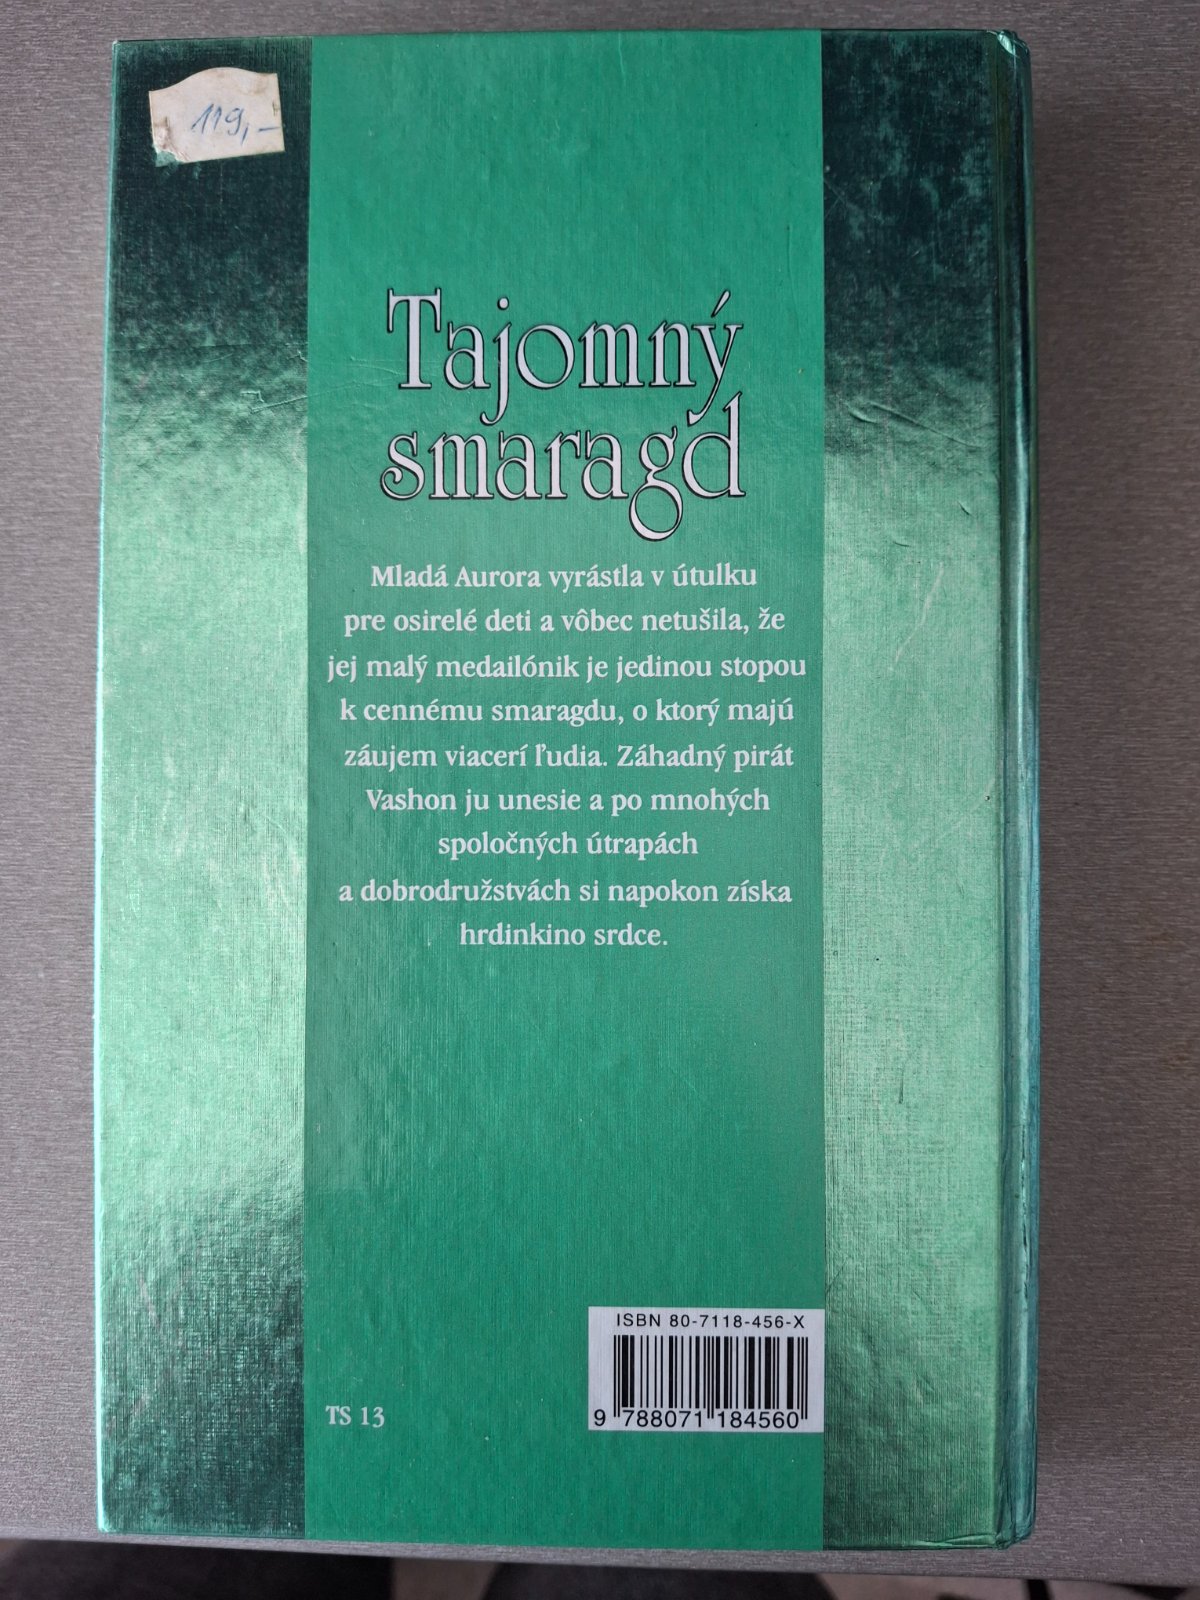 119,-
Tajomný
smaragd
Mladá Aurora vyrástla v útulku
pre osirelé deti a vôbec netušila, že
jej malý medailónik je jedinou stopou
k cennému smaragdu, o ktorý majú
záujem viacerí ľudia. Záhadný pirát
Vashon ju unesie a po mnohých
spoločných útrapách
a dobrodružstvách si napokon získa
hrdinkino srdce.
ISBN 80-7118-456-X
9 788071 184560
TS 13